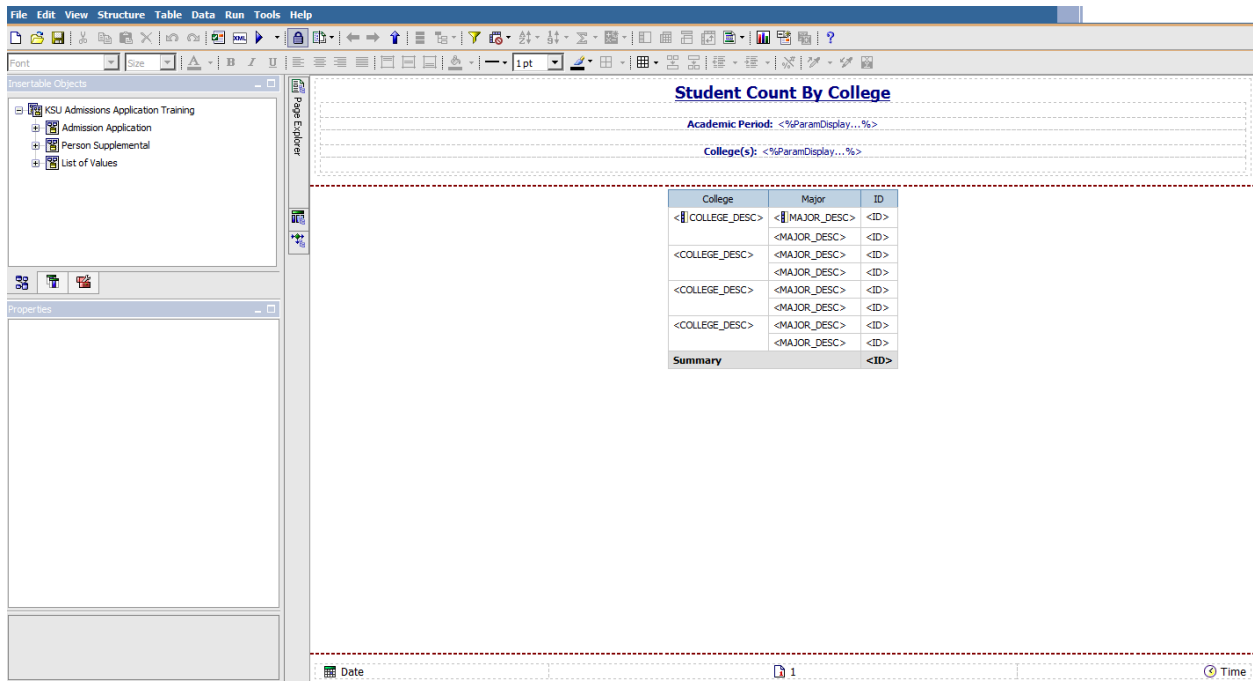 File Edit View Structure Table Data Run Tools Help
Font Size A B I U 1 pt
Insertable Objects
KSU Admissions Application Training
Admission Application
Person Supplemental
List of Values
Properties
Page Explorer
Student Count By College
Academic Period: <%ParamDisplay...%>
College(s): <%ParamDisplay...%>
College Major ID
<COLLEGE_DESC> <MAJOR_DESC> <ID>
<MAJOR_DESC> <ID>
<COLLEGE_DESC> <MAJOR_DESC> <ID>
<MAJOR_DESC> <ID>
<COLLEGE_DESC> <MAJOR_DESC> <ID>
<MAJOR_DESC> <ID>
<COLLEGE_DESC> <MAJOR_DESC> <ID>
<MAJOR_DESC> <ID>
Summary <ID>
Date 1 Time